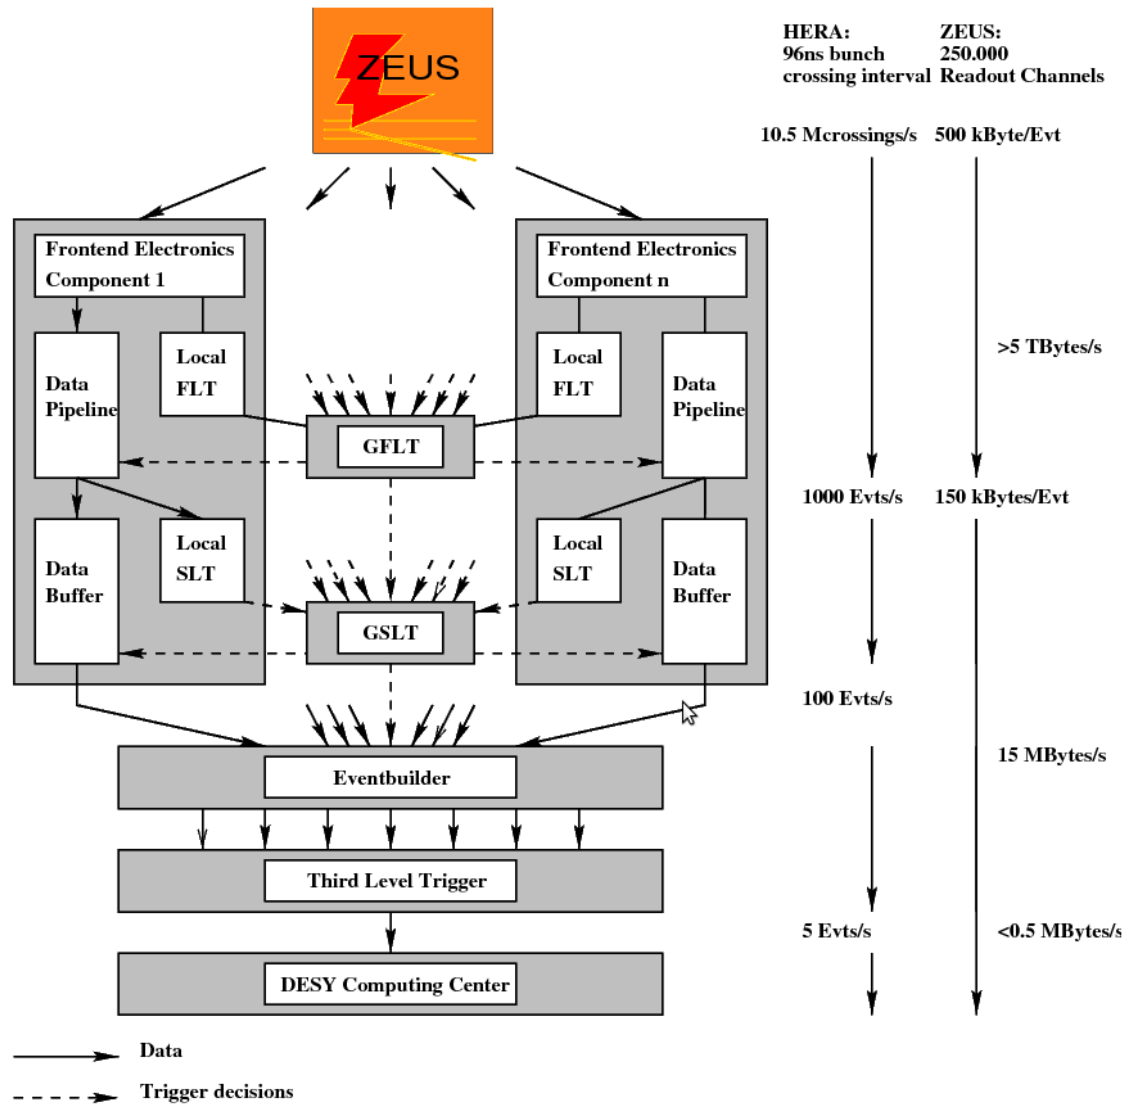 ZEUS
HERA:
96ns bunch
crossing interval
ZEUS:
250.000
Readout Channels
10.5 Mcrossings/s
500 kByte/Evt
Frontend Electronics
Component 1
Frontend Electronics
Component n
Data
Pipeline
Local
FLT
Local
FLT
Data
Pipeline
>5 TBytes/s
GFLT
1000 Evts/s
150 kBytes/Evt
Data
Buffer
Local
SLT
Local
SLT
Data
Buffer
GSLT
100 Evts/s
Eventbuilder
15 MBytes/s
Third Level Trigger
5 Evts/s
<0.5 MBytes/s
DESY Computing Center
Data
Trigger decisions